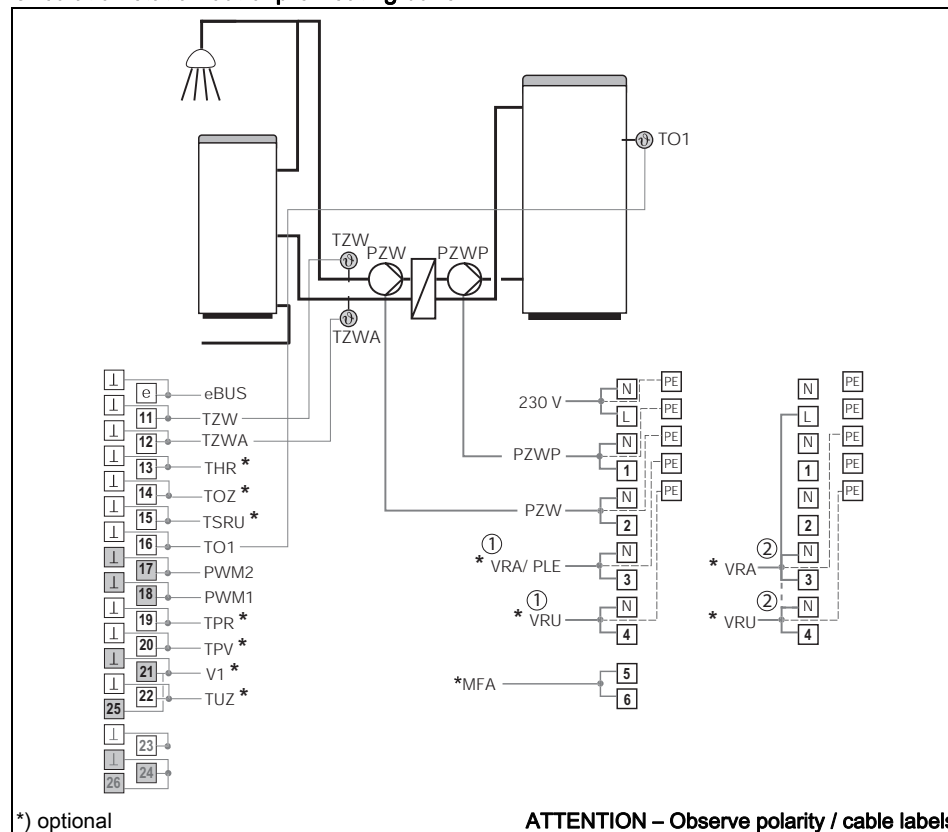 TO1
TZW
PZW
PZWP
TZWA
⊥
e
eBUS
⊥
11
TZW
⊥
12
TZWA
⊥
13
THR *
⊥
14
TOZ *
⊥
15
TSRU *
⊥
16
TO1
⊥
17
PWM2
⊥
18
PWM1
⊥
19
TPR *
⊥
20
TPV *
⊥
21
V1 *
⊥
22
TUZ *
25
⊥
23
⊥
24
26
230 V
N
PE
L
PE
PZWP
N
PE
1
PE
PZW
N
PE
2
①
* VRA/ PLE
N
3
①
* VRU
N
4
*MFA
5
6
N
PE
L
PE
N
PE
1
PE
N
PE
2
②
* VRA
N
3
②
* VRU
N
4
*) optional
ATTENTION – Observe polarity / cable labels